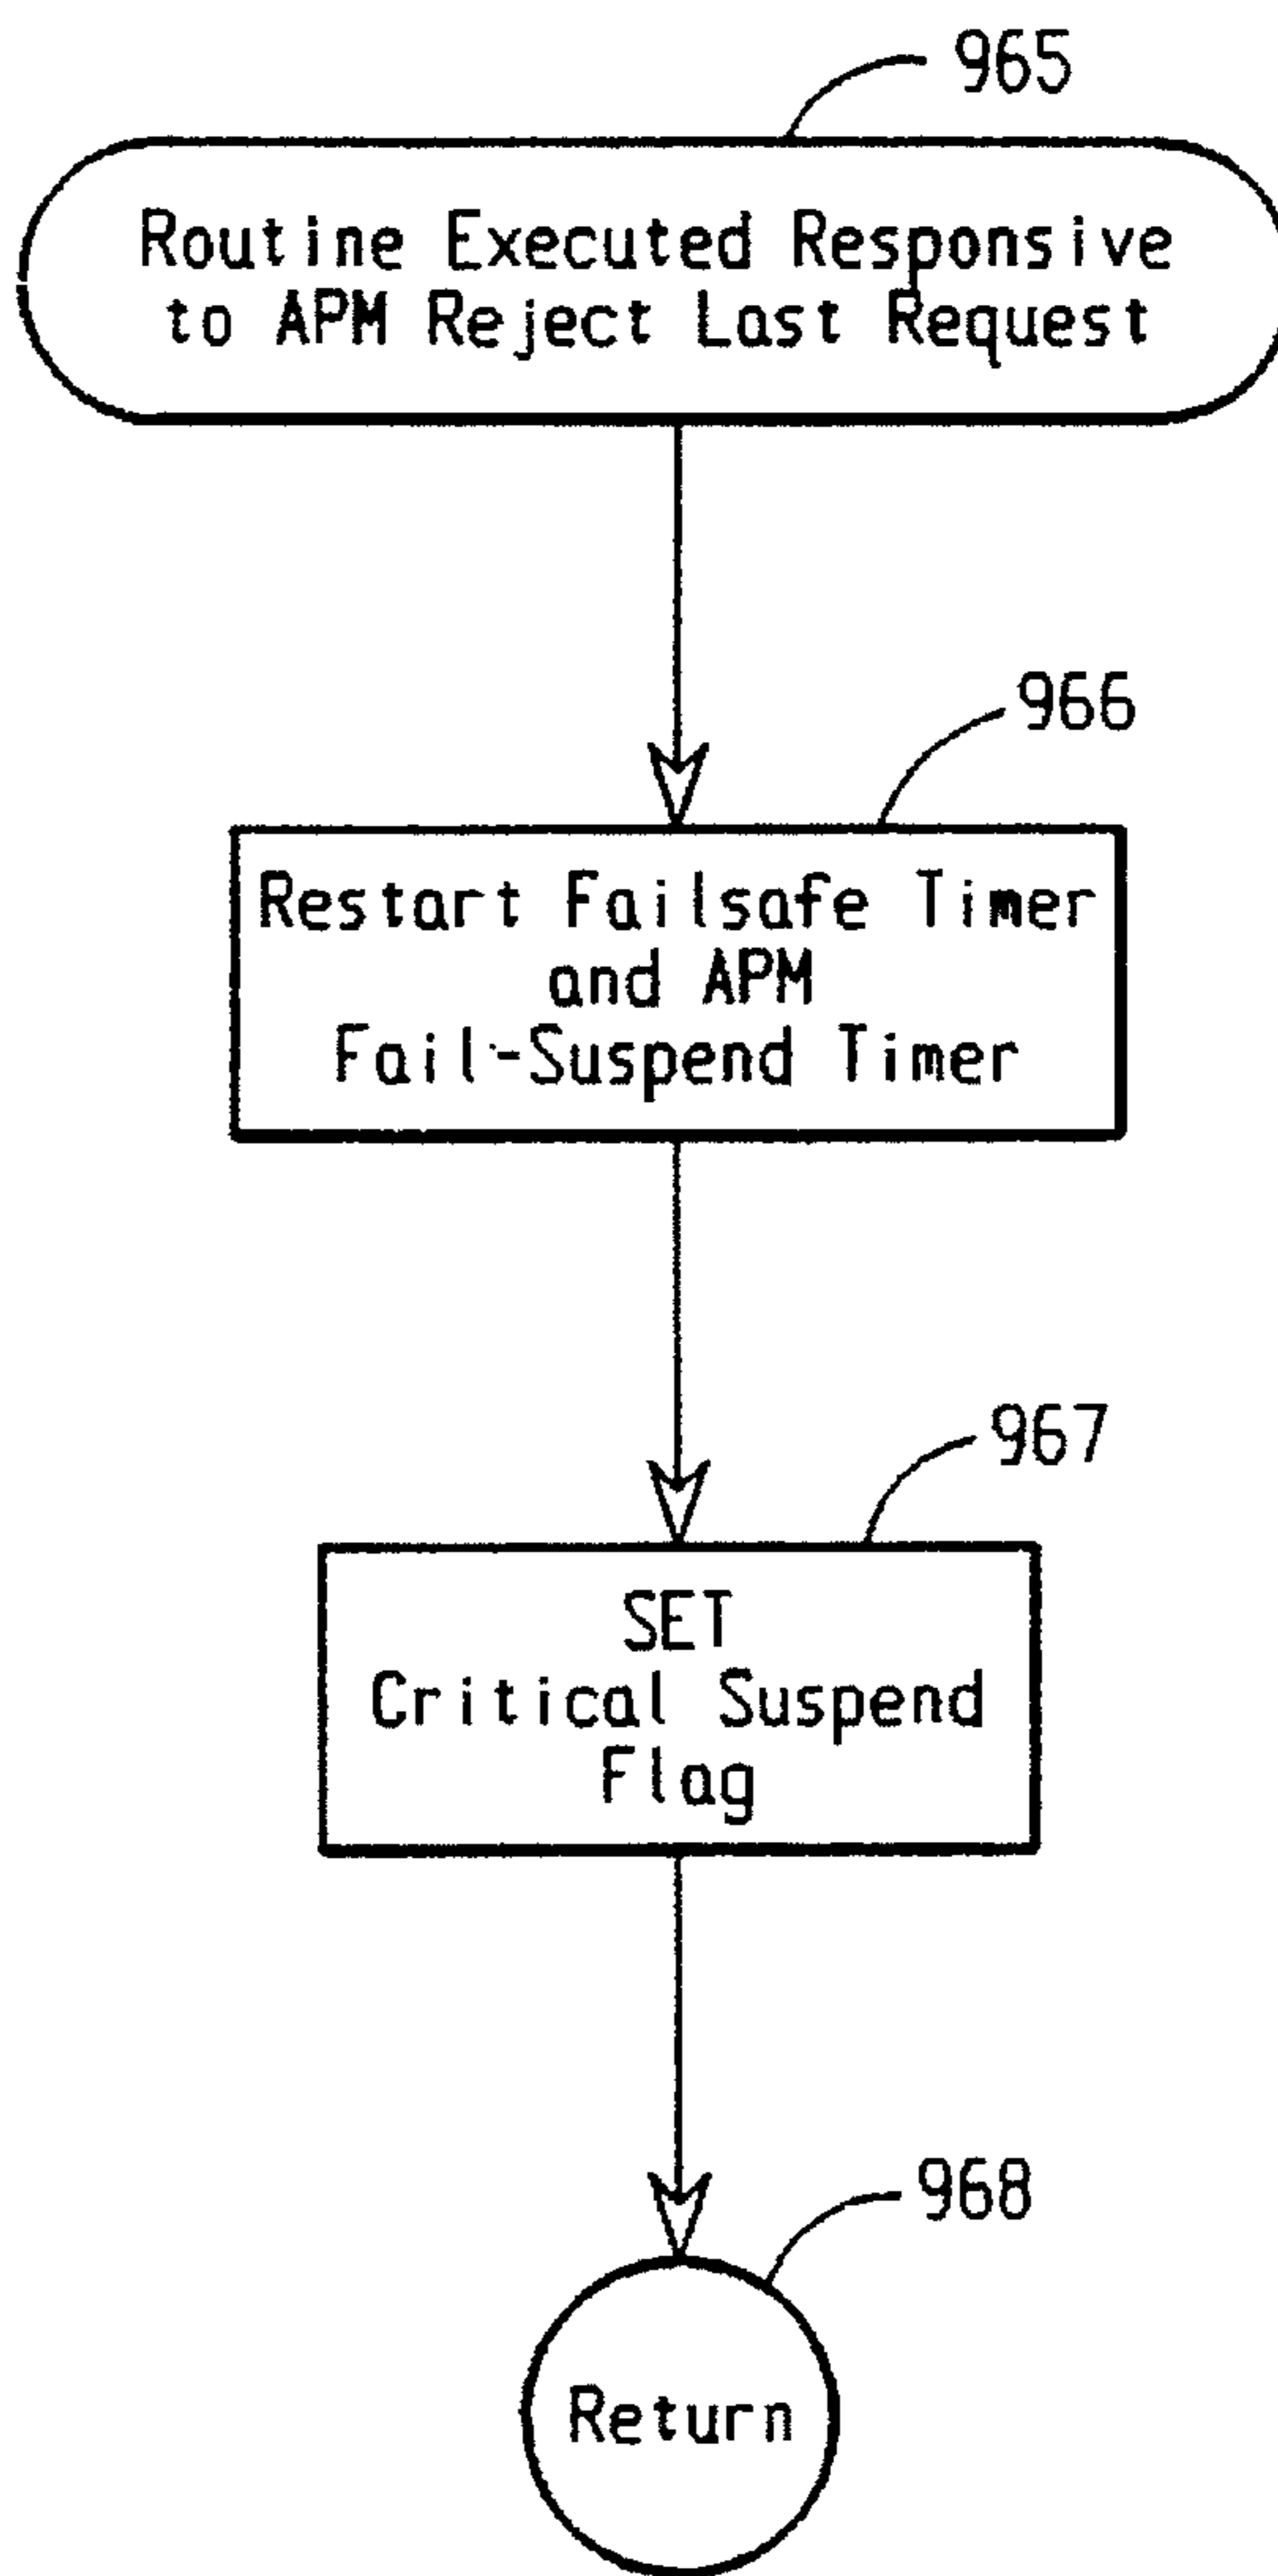 965
Routine Executed Responsive
to APM Reject Last Request
966
Restart Failsafe Timer
and APM
Fail-Suspend Timer
967
SET
Critical Suspend
Flag
968
Return